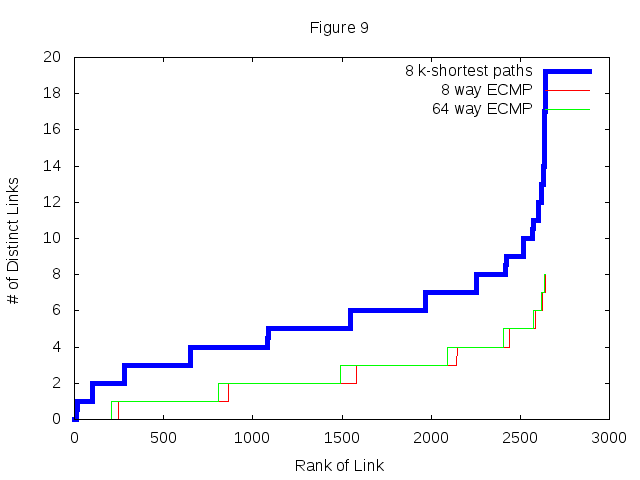 Figure 9
8 k-shortest paths
8 way ECMP
64 way ECMP
# of Distinct Links
20
18
16
14
12
10
8
6
4
2
0
0 500 1000 1500 2000 2500 3000
Rank of Link